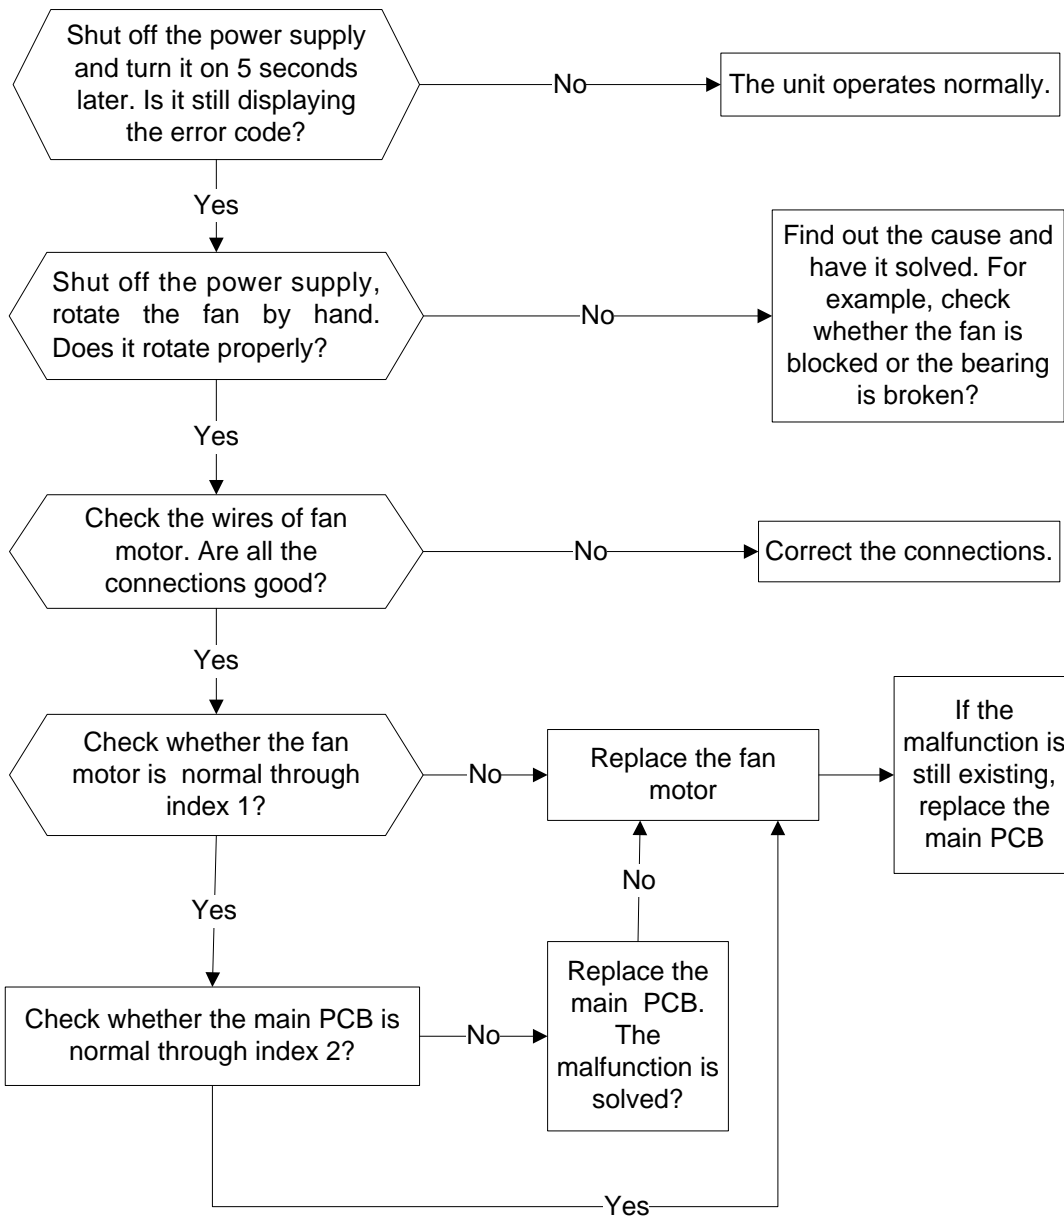 Shut off the power supply
and turn it on 5 seconds
later. Is it still displaying
the error code?
No
The unit operates normally.
Yes
Shut off the power supply,
rotate the fan by hand.
Does it rotate properly?
No
Find out the cause and
have it solved. For
example, check
whether the fan is
blocked or the bearing
is broken?
Yes
Check the wires of fan
motor. Are all the
connections good?
No
Correct the connections.
Yes
Check whether the fan
motor is normal through
index 1?
No
Replace the fan
motor
If the
malfunction is
still existing,
replace the
main PCB
Yes
No
Check whether the main PCB is
normal through index 2?
No
Replace the
main PCB.
The
malfunction is
solved?
Yes